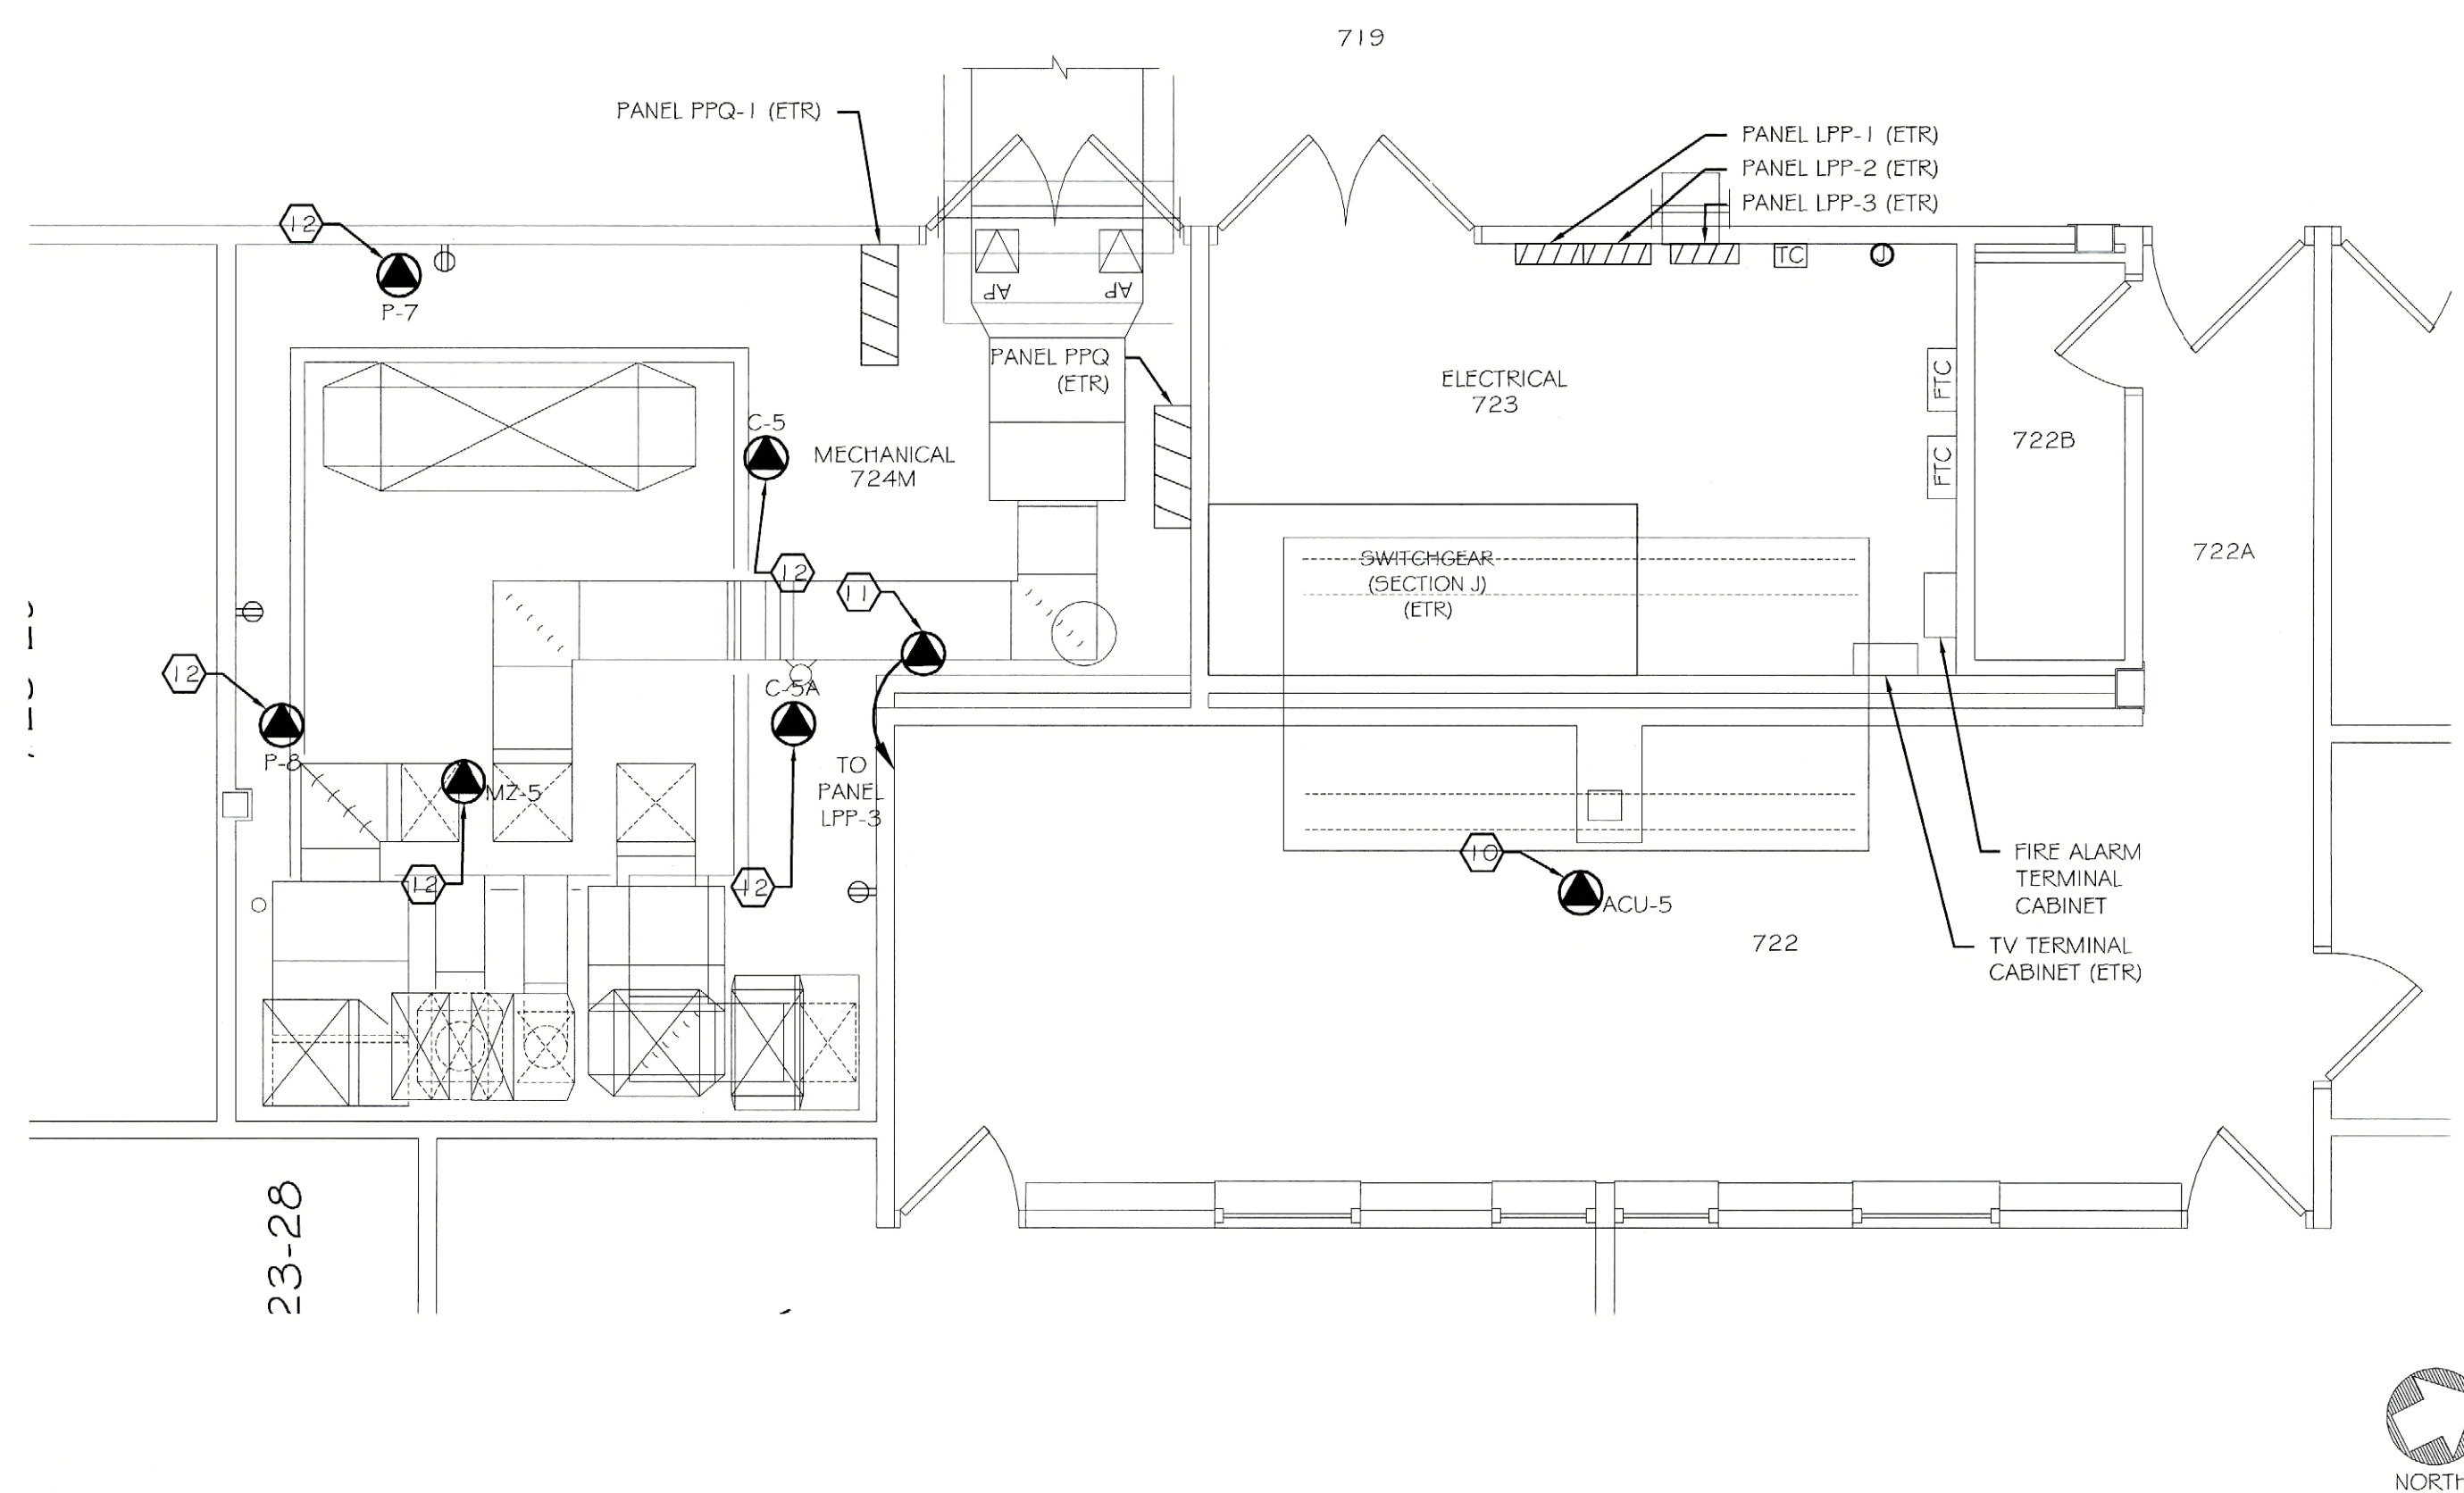 719
PANEL PPQ-1 (ETR)
PANEL LPP-1 (ETR)
PANEL LPP-2 (ETR)
PANEL LPP-3 (ETR)
12
P-7
TC
J
AP
AP
PANEL PPQ
(ETR)
ELECTRICAL
723
FTC
FTC
722B
C-5
MECHANICAL
724M
722A
SWITCHGEAR
(SECTION J)
(ETR)
12
11
12
C-5A
P-8
MZ-5
TO
PANEL
LPP-3
12
12
10
ACU-5
722
FIRE ALARM
TERMINAL
CABINET
TV TERMINAL
CABINET (ETR)
23-28
NORTH